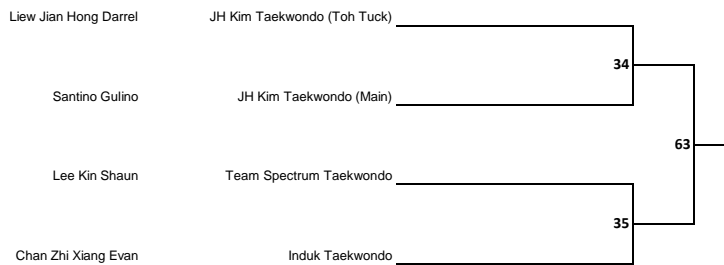 Liew Jian Hong Darrel JH Kim Taekwondo (Toh Tuck)
34
Santino Gulino JH Kim Taekwondo (Main)
63
Lee Kin Shaun Team Spectrum Taekwondo
35
Chan Zhi Xiang Evan Induk Taekwondo